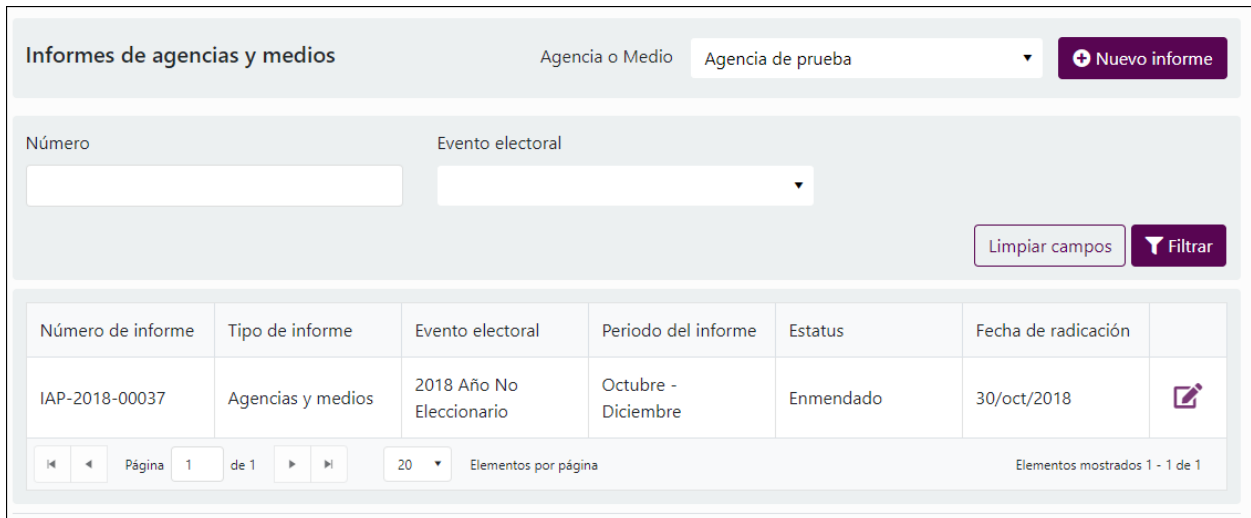 Informes de agencias y medios Agencia o Medio Agencia de prueba Nuevo informe
Número Evento electoral
Limpiar campos Filtrar
Número de informe Tipo de informe Evento electoral Periodo del informe Estatus Fecha de radicación
IAP-2018-00037 Agencias y medios 2018 Año No Eleccionario Octubre - Diciembre Enmendado 30/oct/2018
Página 1 de 1 20 Elementos por página Elementos mostrados 1 - 1 de 1